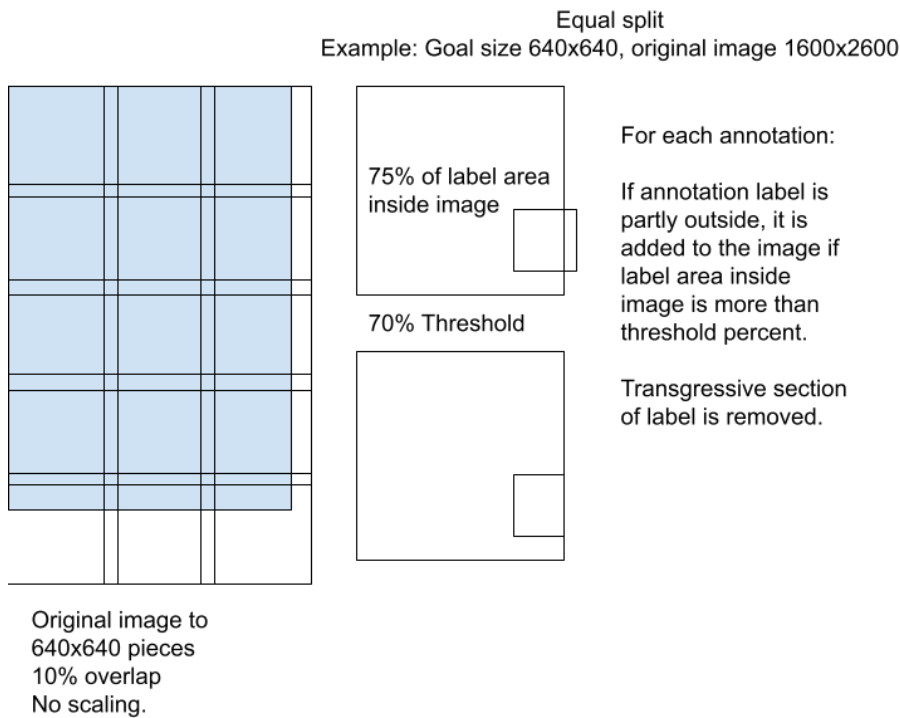 Equal split
Example: Goal size 640x640, original image 1600x2600
75% of label area
inside image
70% Threshold
For each annotation:
If annotation label is
partly outside, it is
added to the image if
label area inside
image is more than
threshold percent.
Transgressive section
of label is removed.
Original image to
640x640 pieces
10% overlap
No scaling.